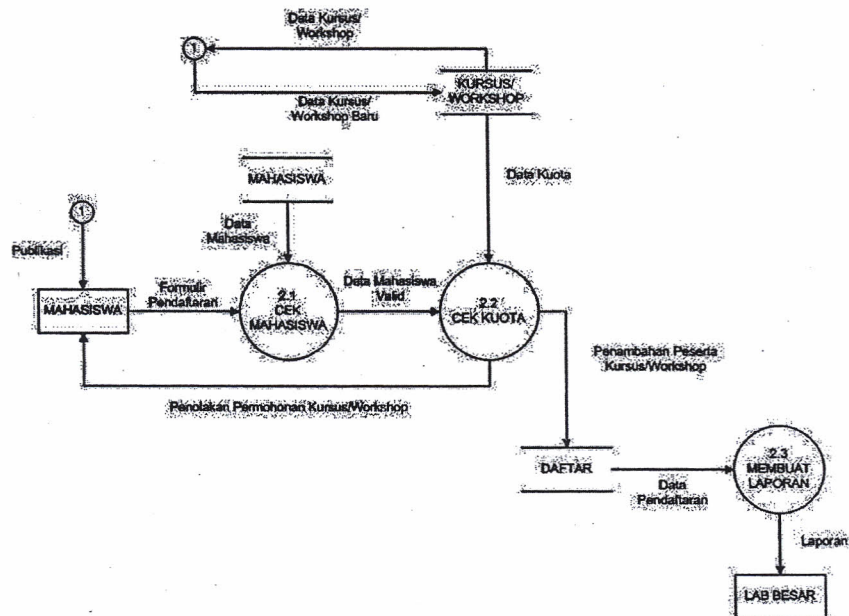 Data Kursus/
Workshop
1
KURSUS/
WORKSHOP
Data Kursus/
Workshop Baru
MAHASISWA
Data Kuota
1
Data
Mahasiswa
Publikasi
Formulir
Pendaftaran
Data Mahasiswa
Valid
MAHASISWA
2.1
CEK
MAHASISWA
2.2
CEK KUOTA
Penambahan Peserta
Kursus/Workshop
Penolakan Permohonan Kursus/Workshop
DAFTAR
Data
Pendaftaran
2.3
MEMBUAT
LAPORAN
Laporan
LAB BESAR